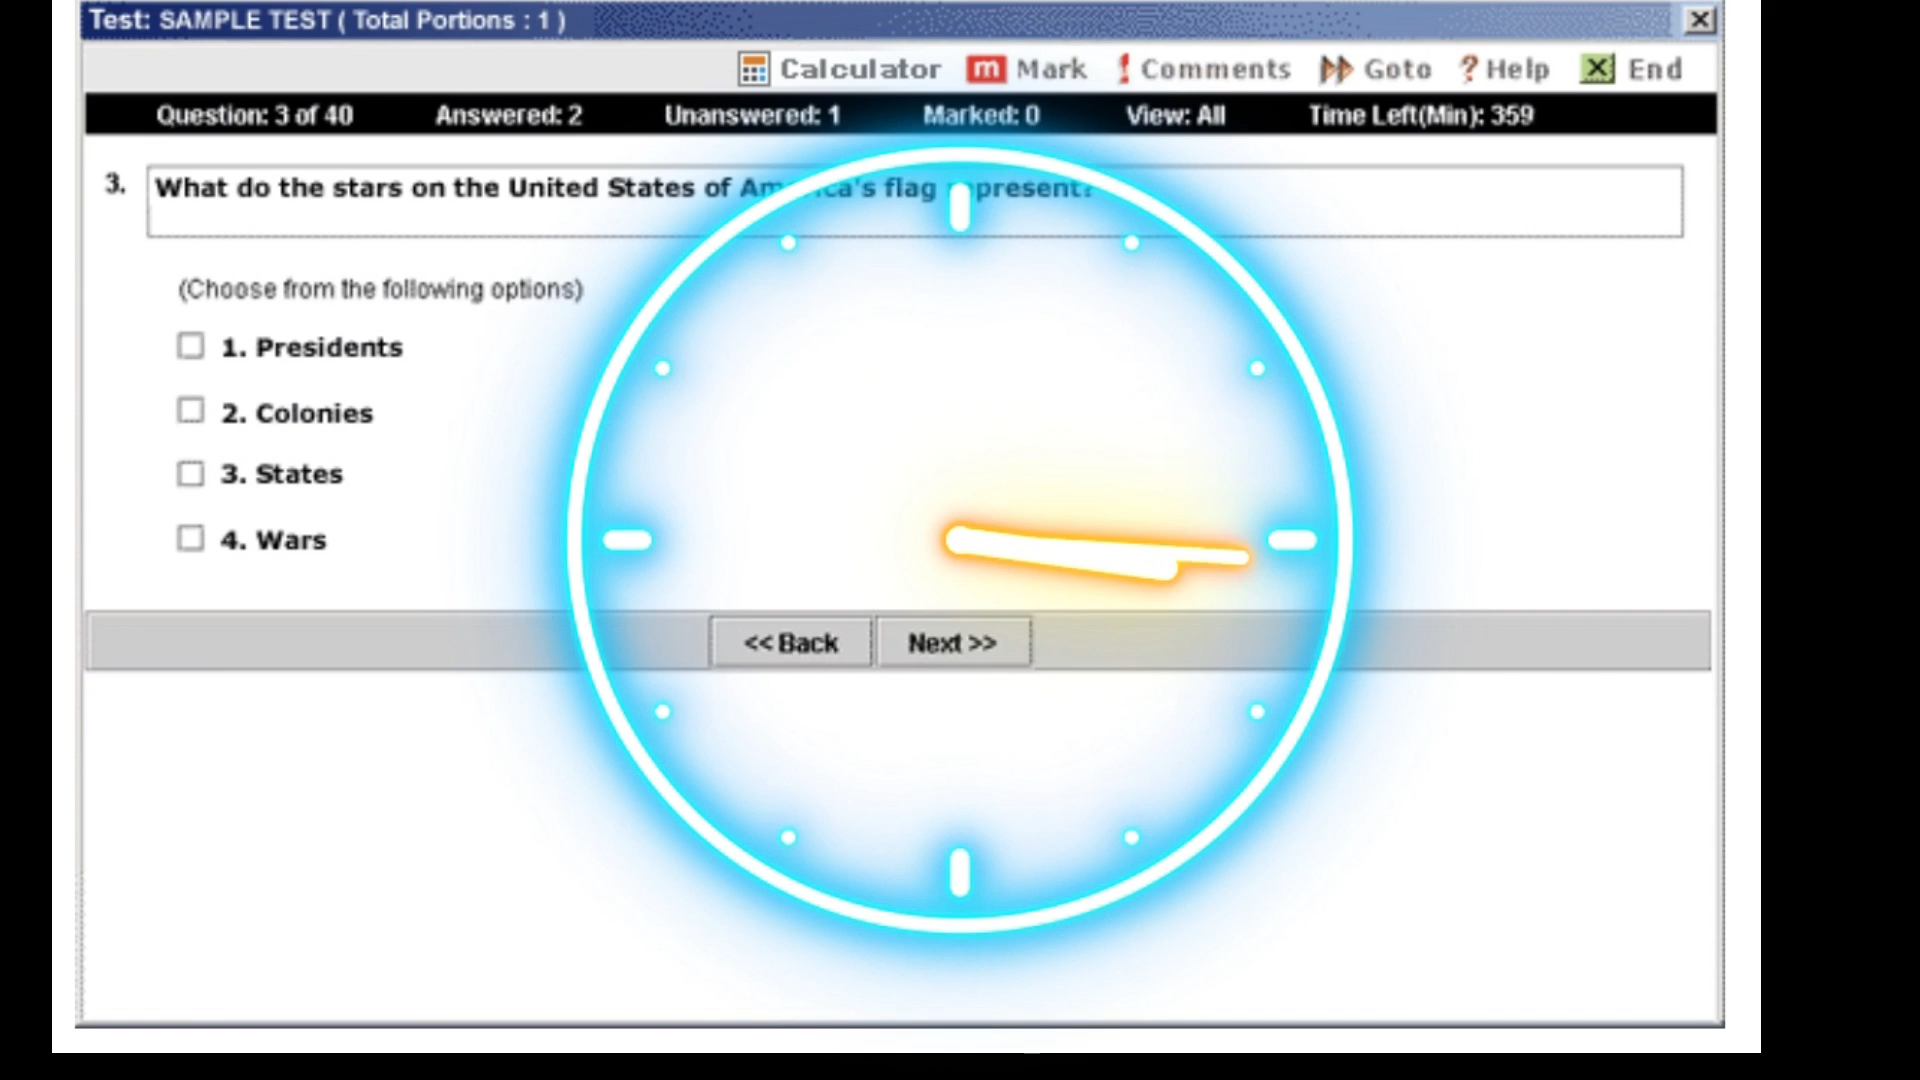 Test: SAMPLE TEST ( Total Portions : 1 )
Calculator m Mark ! Comments Goto ? Help X End
Question: 3 of 40 Answered: 2 Unanswered: 1 Marked: 0 View: All Time Left(Min): 359
3. What do the stars on the United States of America's flag represent?
(Choose from the following options)
1. Presidents
2. Colonies
3. States
4. Wars
<< Back Next >>